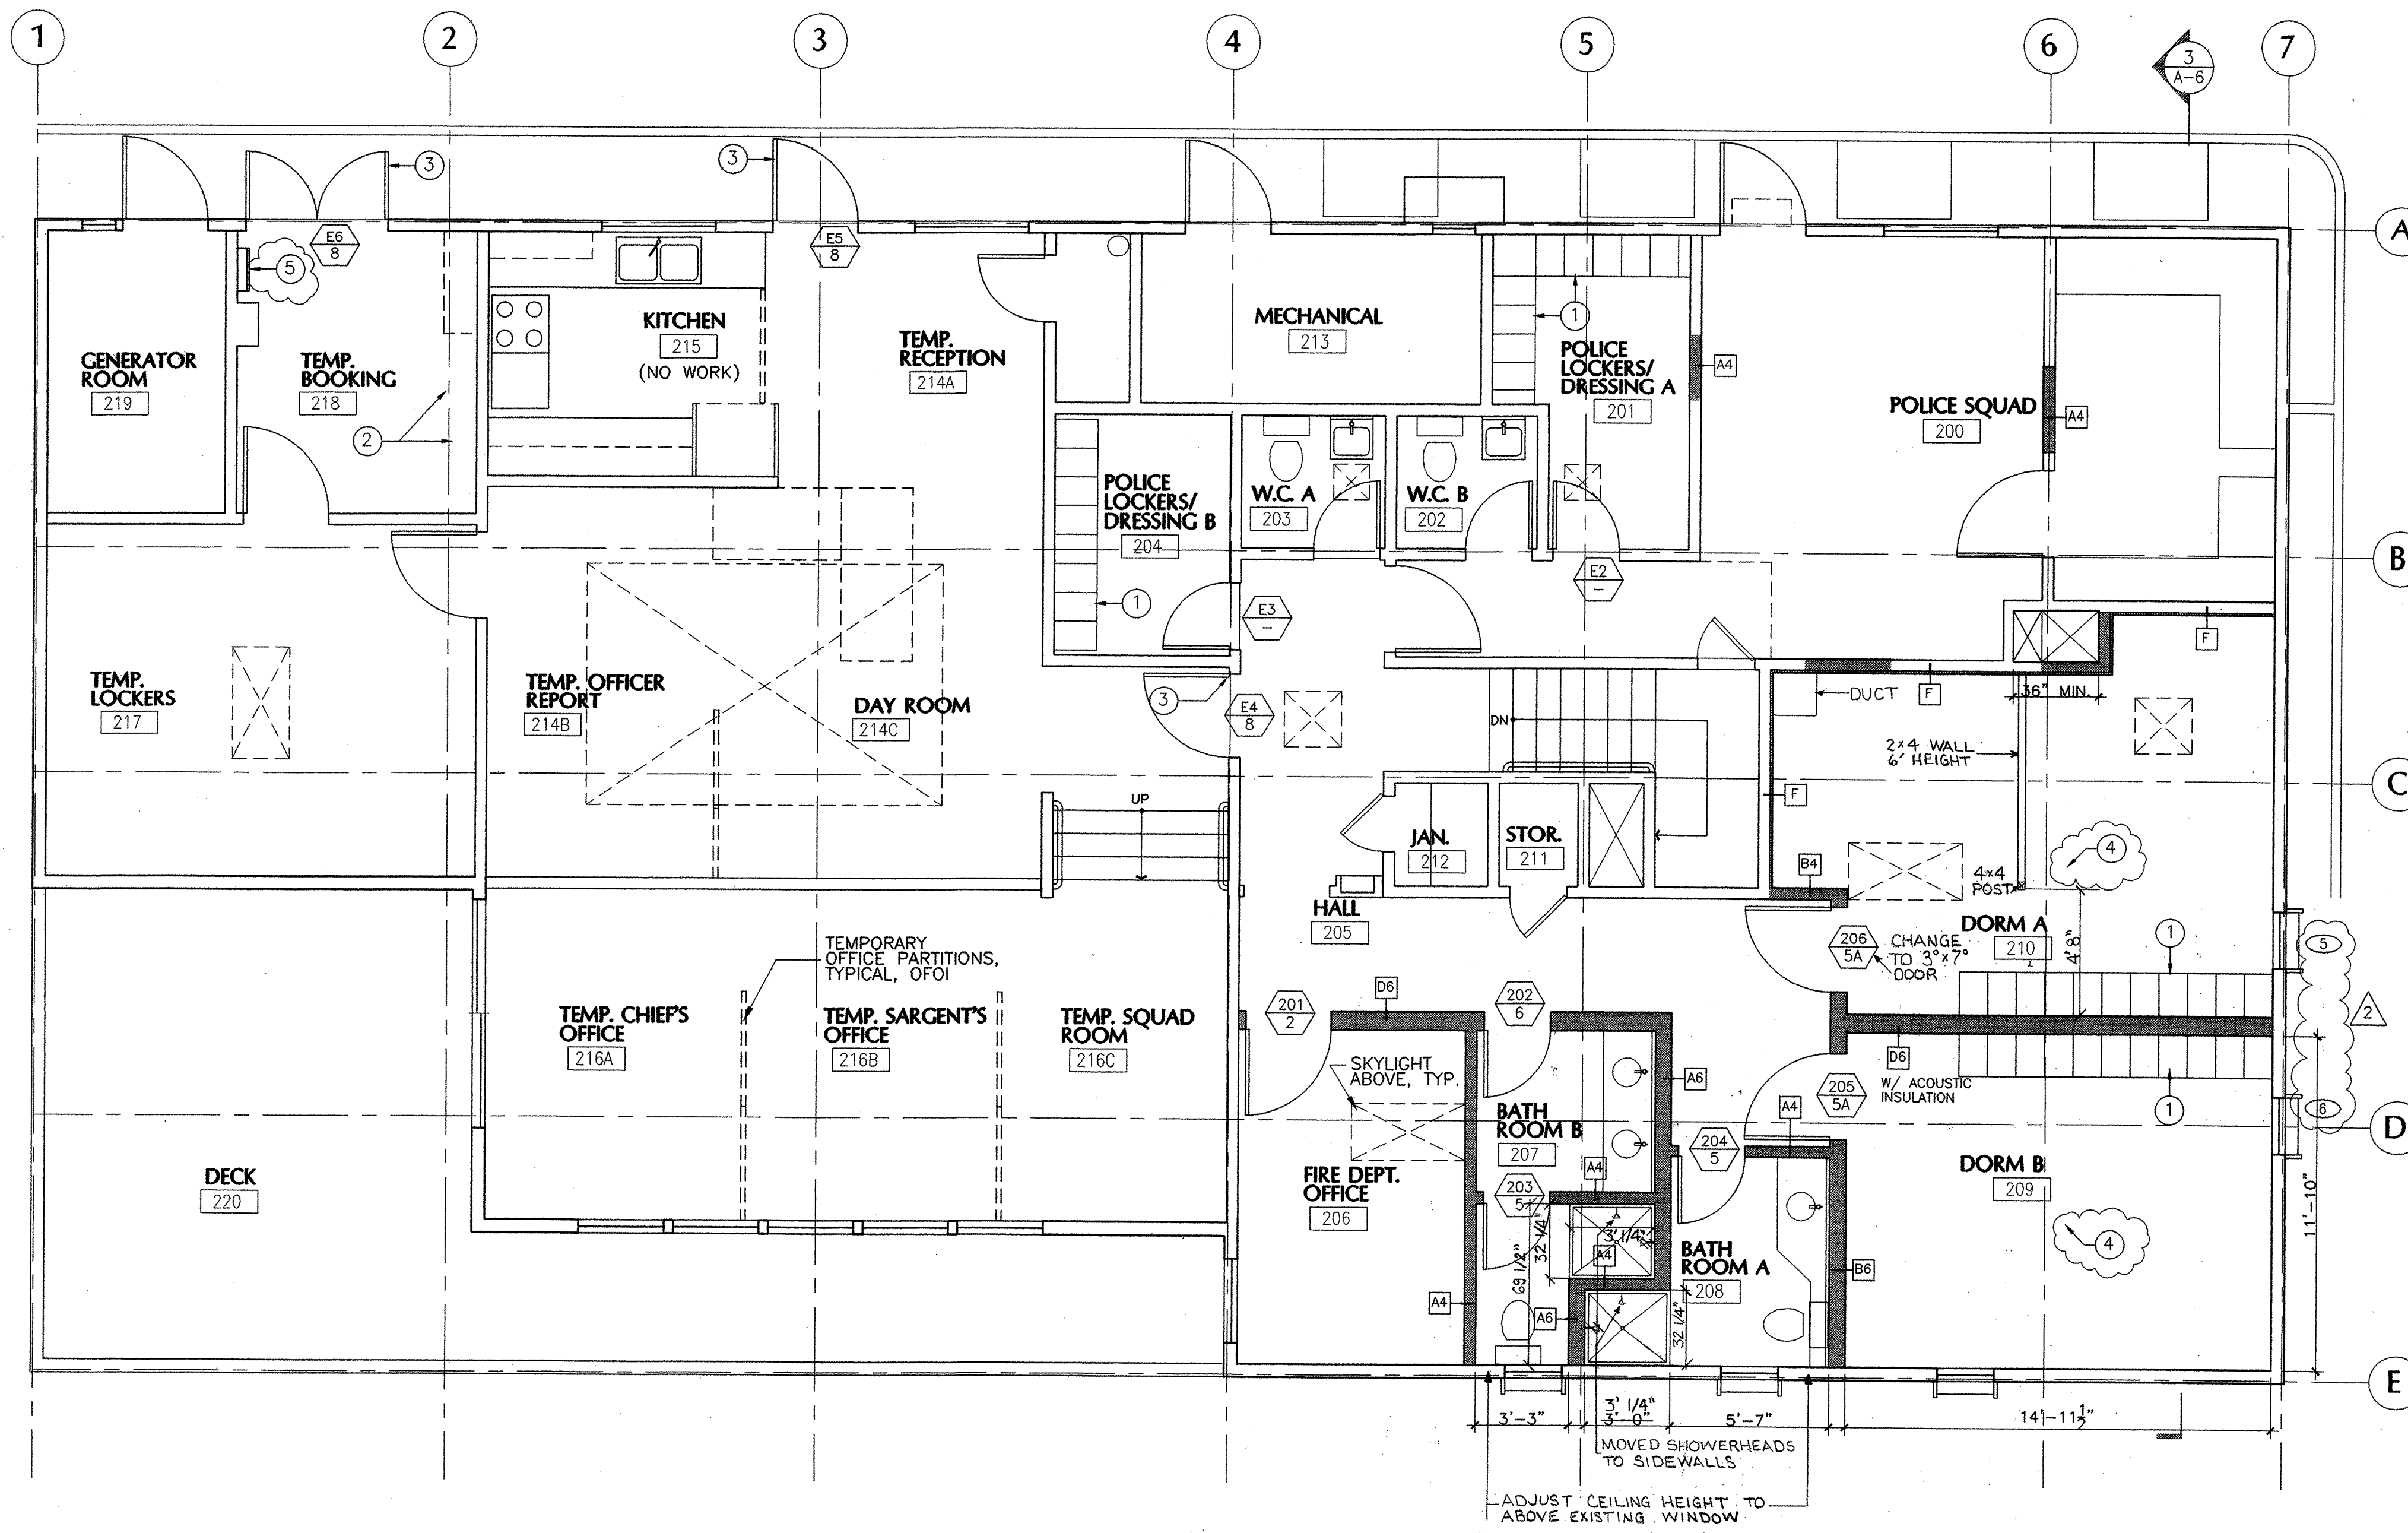 1
2
3
4
5
6
3
A-6
7
3
3
E6
8
5
E5
8
A
KITCHEN
215
(NO WORK)
TEMP.
RECEPTION
214A
MECHANICAL
213
1
POLICE
LOCKERS/
DRESSING A
201
A4
GENERATOR
ROOM
219
TEMP.
BOOKING
218
2
POLICE SQUAD
200
A4
POLICE
LOCKERS/
DRESSING B
204
W.C. A
203
W.C. B
202
B
E2
–
1
E3
–
F
TEMP.
LOCKERS
217
TEMP. OFFICER
REPORT
214B
DAY ROOM
214C
3
E4
8
DN
DUCT
F
36" MIN.
2×4 WALL
6' HEIGHT
C
UP
F
JAN.
212
STOR.
211
B4
4
4×4
POST
HALL
205
DORM A
210
4'8"
1
206
5A
CHANGE
TO 3°×7°
DOOR
5
TEMPORARY
OFFICE PARTITIONS,
TYPICAL, OFOI
D6
201
2
202
6
2
TEMP. CHIEF'S
OFFICE
216A
TEMP. SARGENT'S
OFFICE
216B
TEMP. SQUAD
ROOM
216C
SKYLIGHT
ABOVE, TYP.
A6
D6
W/ ACOUSTIC
INSULATION
205
5A
1
6
A4
D
BATH
ROOM B
207
204
5
A4
DECK
220
FIRE DEPT.
OFFICE
206
203
5
DORM B
209
11'-10"
32 1/4"
3' 1/4"
69 1/2"
A4
BATH
ROOM A
208
4
B6
A4
A6
32 1/4"
E
3'-3"
3' 1/4"
3'-0"
5'-7"
14'-11½"
MOVED SHOWERHEADS
TO SIDEWALLS
ADJUST CEILING HEIGHT TO
ABOVE EXISTING WINDOW